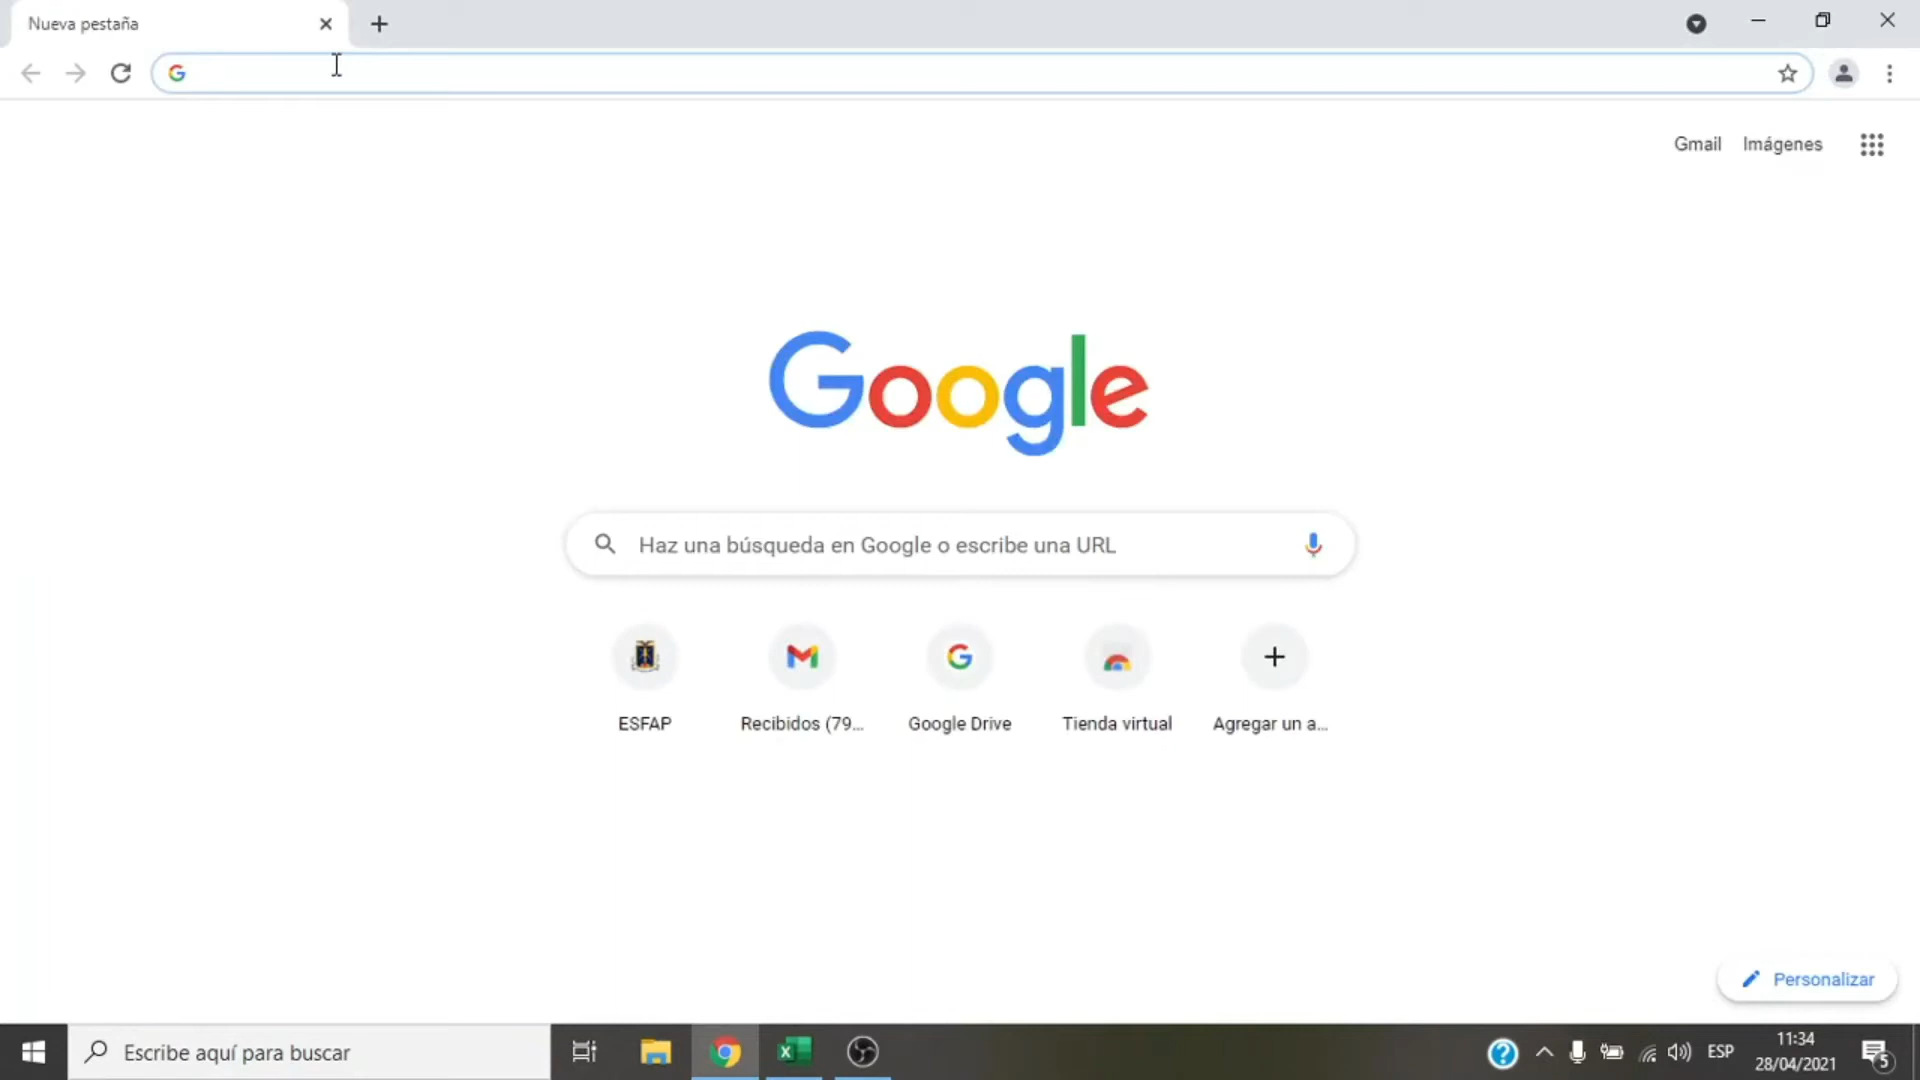 Nueva pestaña
Gmail Imágenes
Google
Haz una búsqueda en Google o escribe una URL
ESFAP
Recibidos (79...
Google Drive
Tienda virtual
Agregar un a...
Personalizar
Escribe aquí para buscar
ESP
11:34
28/04/2021
5